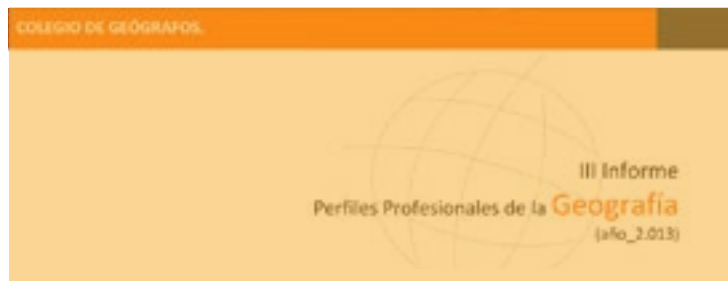 COLEGIO DE GEÓGRAFOS.
III Informe
Perfiles Profesionales de la Geografía
(año_2.013)